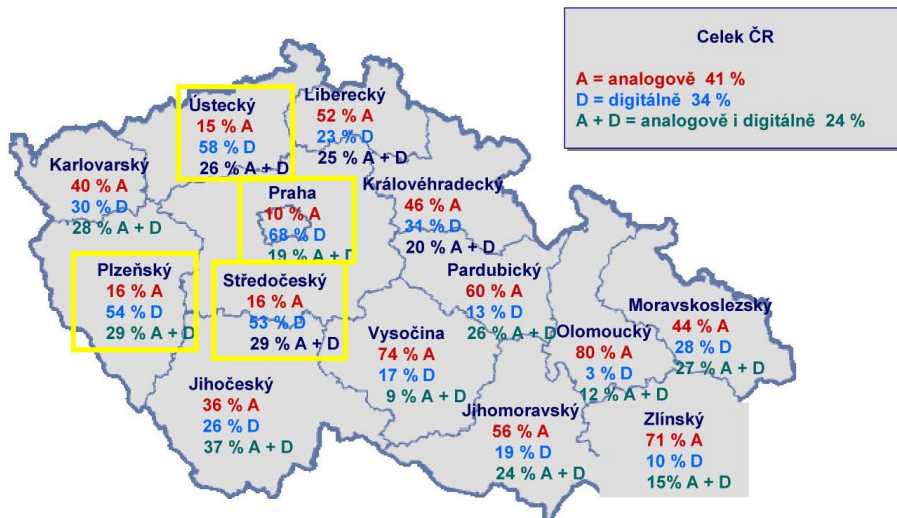 Celek ČR
A = analogově 41 %
D = digitálně 34 %
A + D = analogově i digitálně 24 %
Ústecký
15 % A
58 % D
26 % A + D
Liberecký
52 % A
23 % D
25 % A + D
Karlovarský
40 % A
30 % D
28 % A + D
Praha
10 % A
68 % D
19 % A + D
Královéhradecký
46 % A
31 % D
20 % A + D
Plzeňský
16 % A
54 % D
29 % A + D
Středočeský
16 % A
53 % D
29 % A + D
Pardubický
60 % A
13 % D
26 % A + D
Moravskoslezský
44 % A
28 % D
27 % A + D
Vysočina
74 % A
17 % D
9 % A + D
Olomoucký
80 % A
3 % D
12 % A + D
Jihočeský
36 % A
26 % D
37 % A + D
Jihomoravský
56 % A
19 % D
24 % A + D
Zlínský
71 % A
10 % D
15% A + D